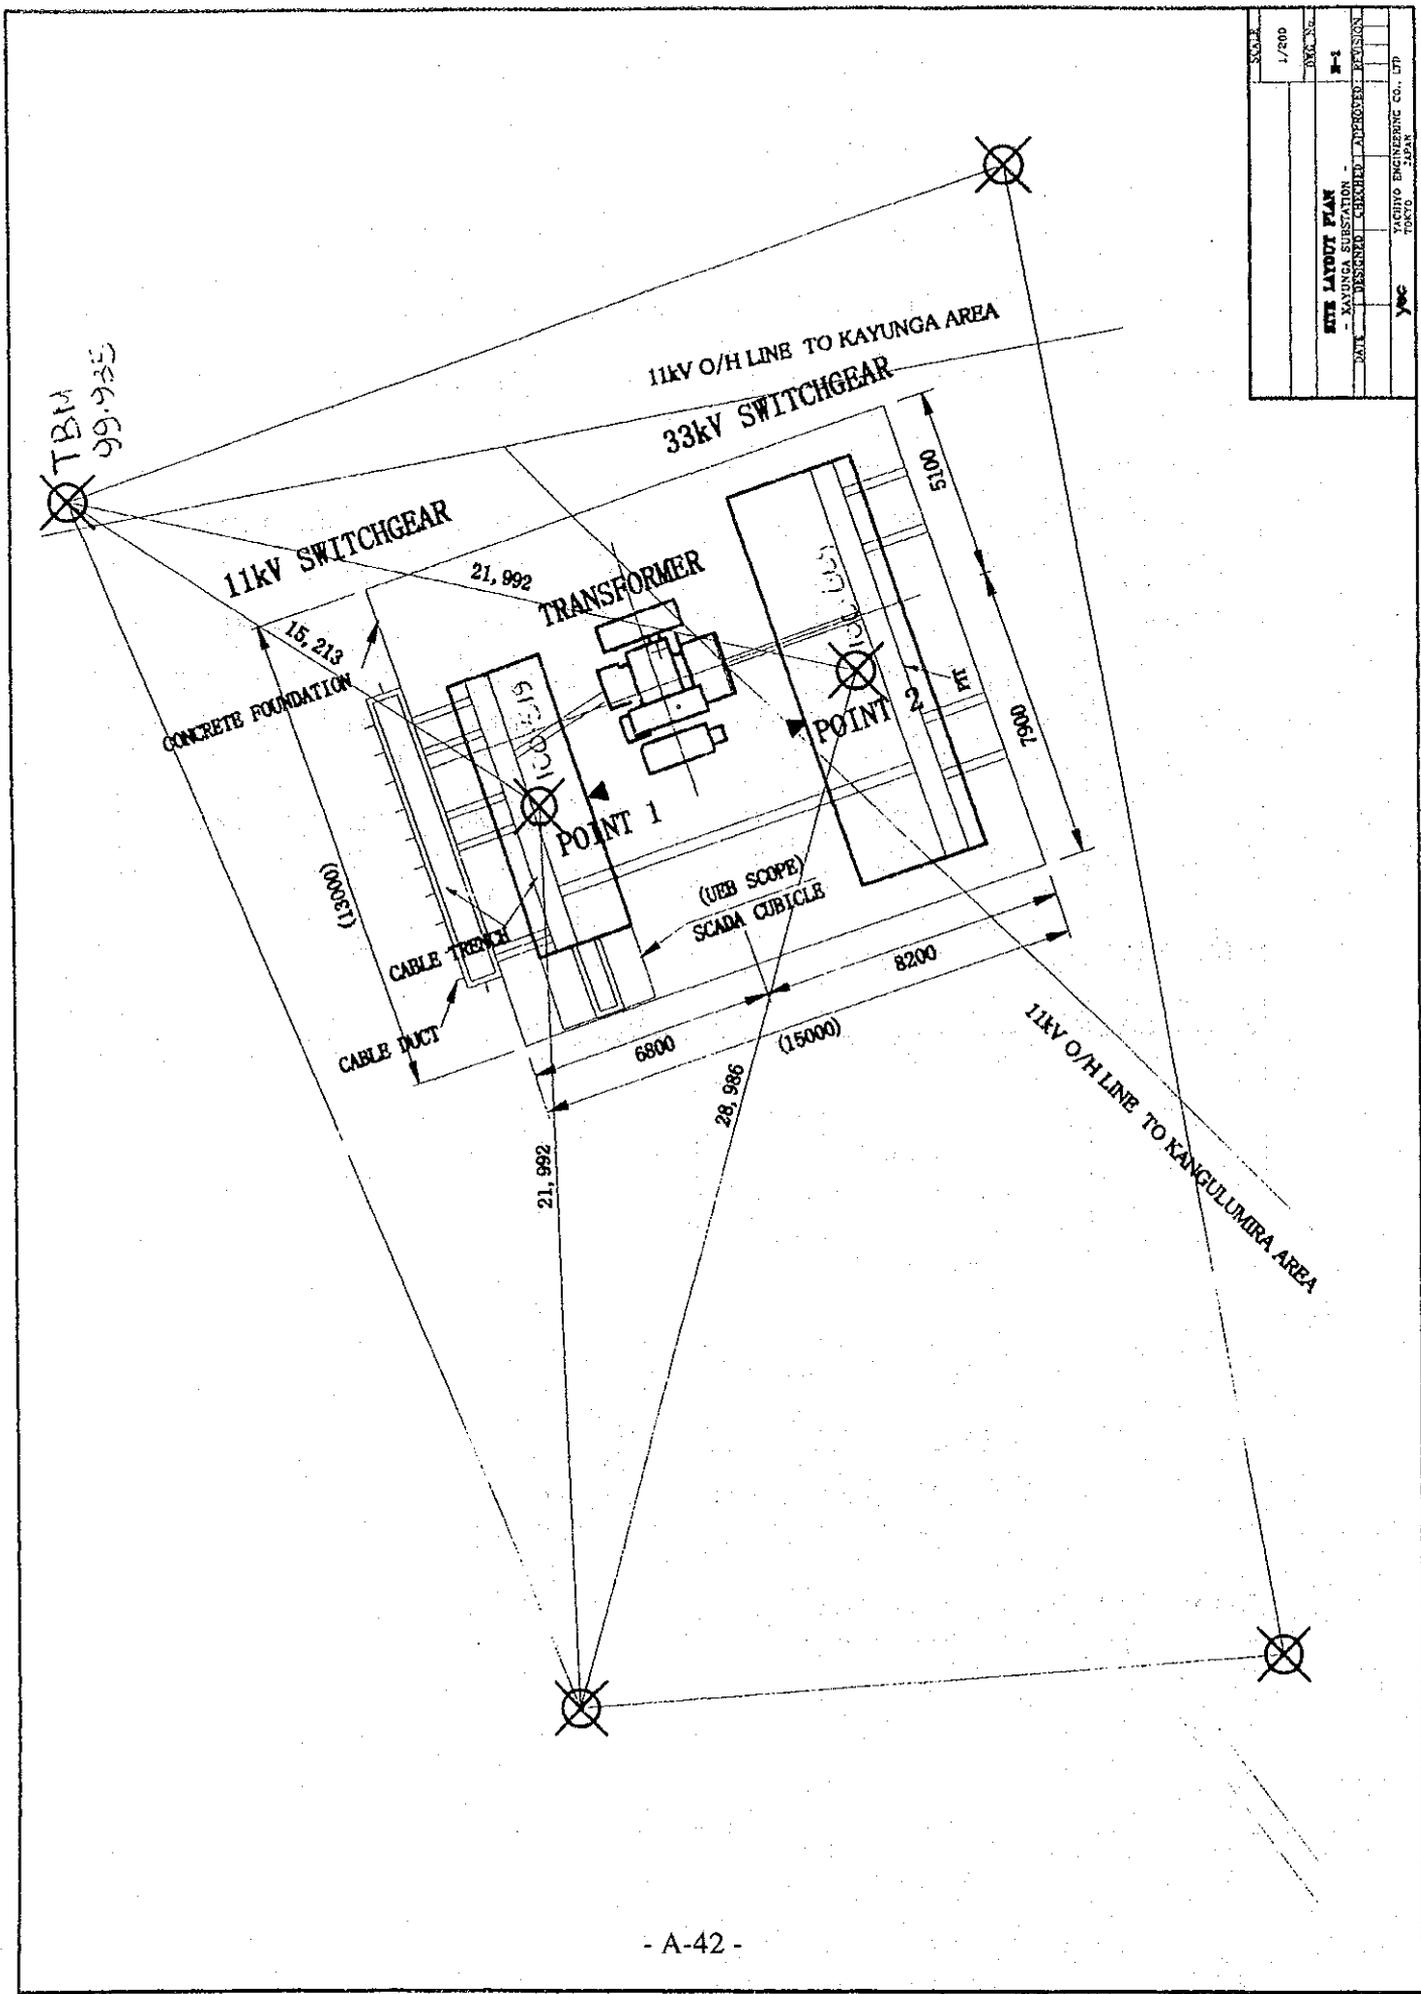 SCALE
1/200
DWG No.
SITE LAYOUT PLAN
- KAYUNGA SUBSTATION -
DATE DESIGNED CHECHED APPROVED REVISION
yec YACHIYO ENGINEERING CO., LTD
TOKYO JAPAN
TBM
99.935
11kV O/H LINE TO KAYUNGA AREA
33kV SWITCHGEAR
11kV SWITCHGEAR
21,992
TRANSFORMER
5100
15,213
CONCRETE FOUNDATION
PIT
POINT 2
7900
POINT 1
(13000)
(UEB SCOPE)
SCADA CUBICLE
CABLE TRENCH
8200
CABLE DUCT
6800
(15000)
28,986
11kV O/H LINE TO KANGULUMIRA AREA
21,992
- A-42 -